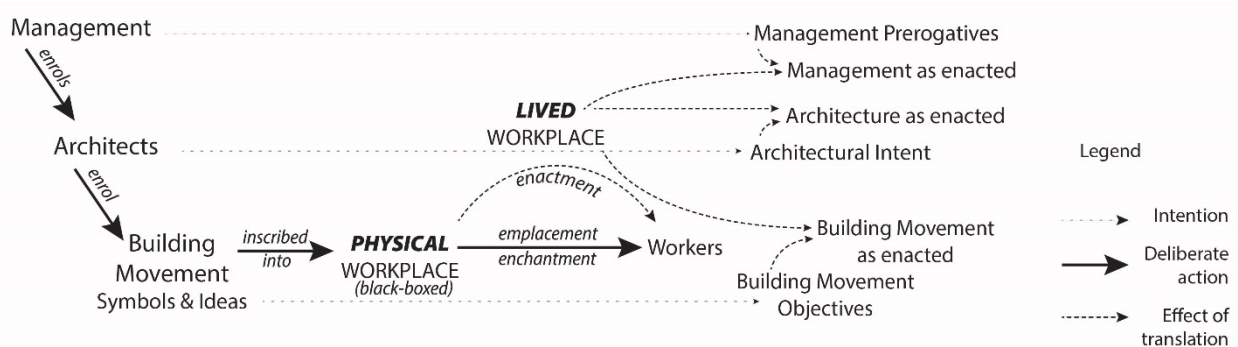 Management
enrols
Architects
enrol
Building
Movement
Symbols & Ideas
inscribed
into
PHYSICAL
WORKPLACE
(black-boxed)
LIVED
WORKPLACE
enactment
emplacement
enchantment
Workers
Management Prerogatives
Management as enacted
Architecture as enacted
Architectural Intent
Building Movement
as enacted
Building Movement
Objectives
Legend
Intention
Deliberate
action
Effect of
translation